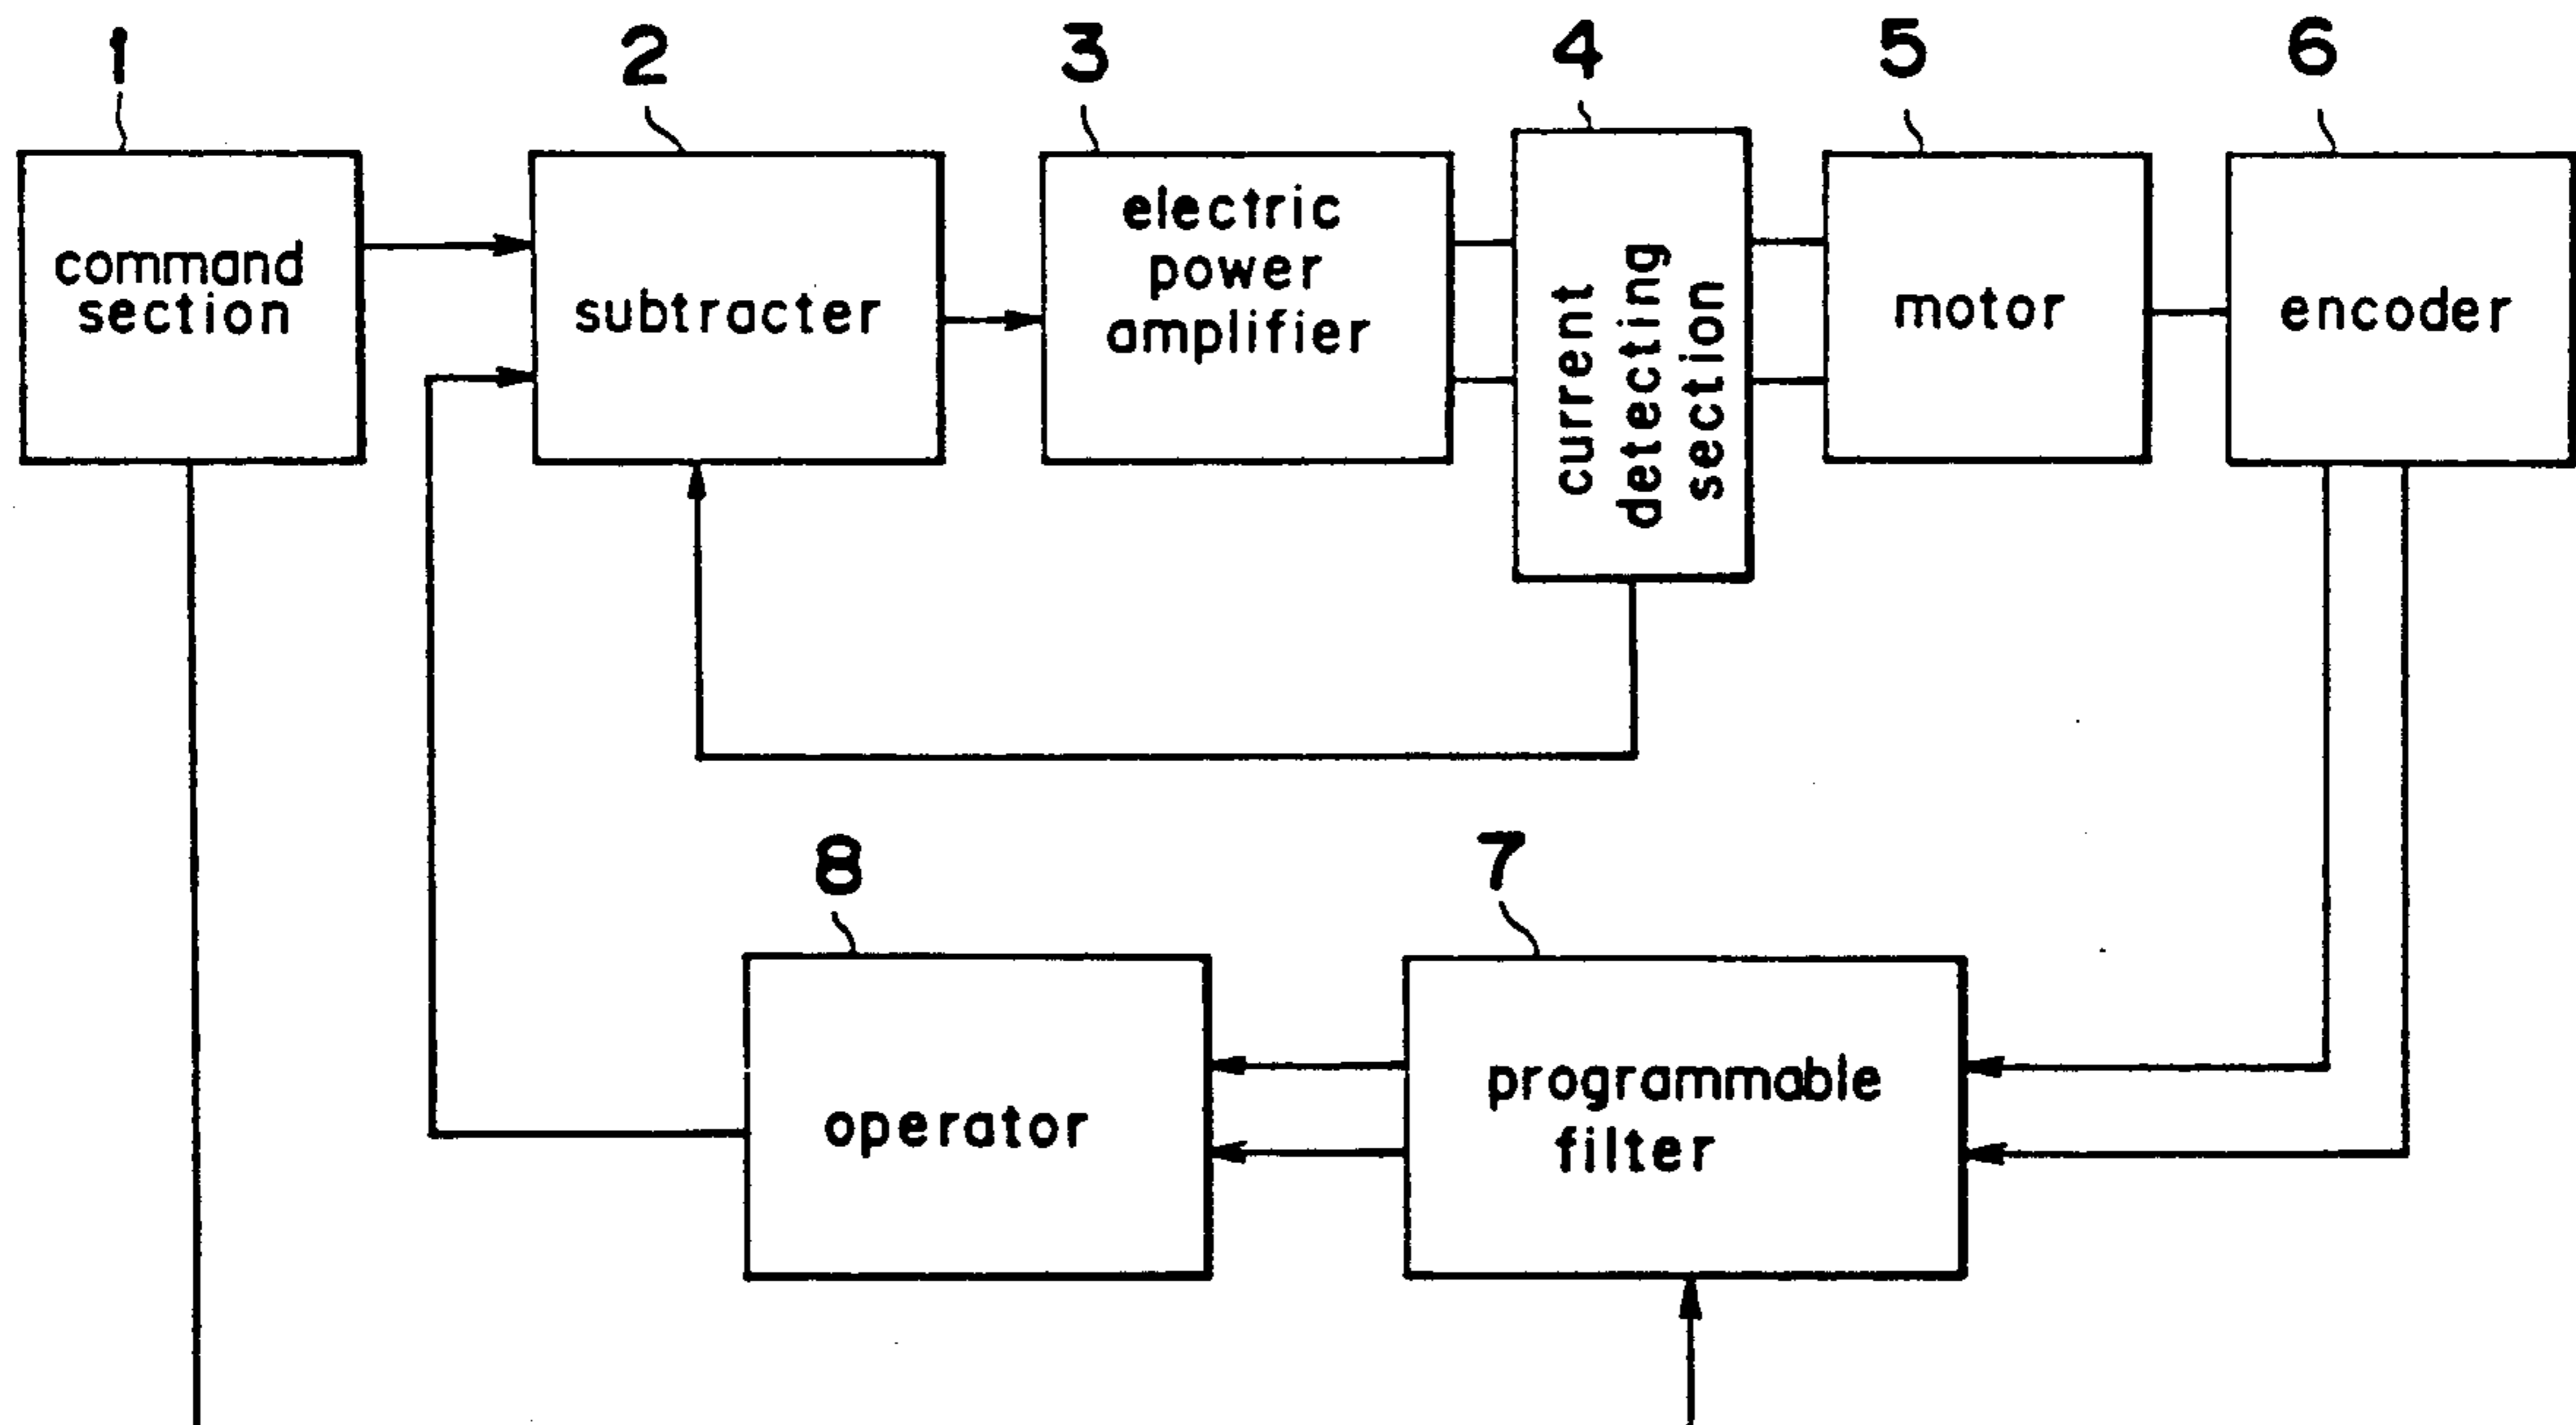 1
2
3
4
5
6
command
section
subtracter
electric
power
amplifier
current
detecting
section
motor
encoder
8
7
operator
programmable
filter